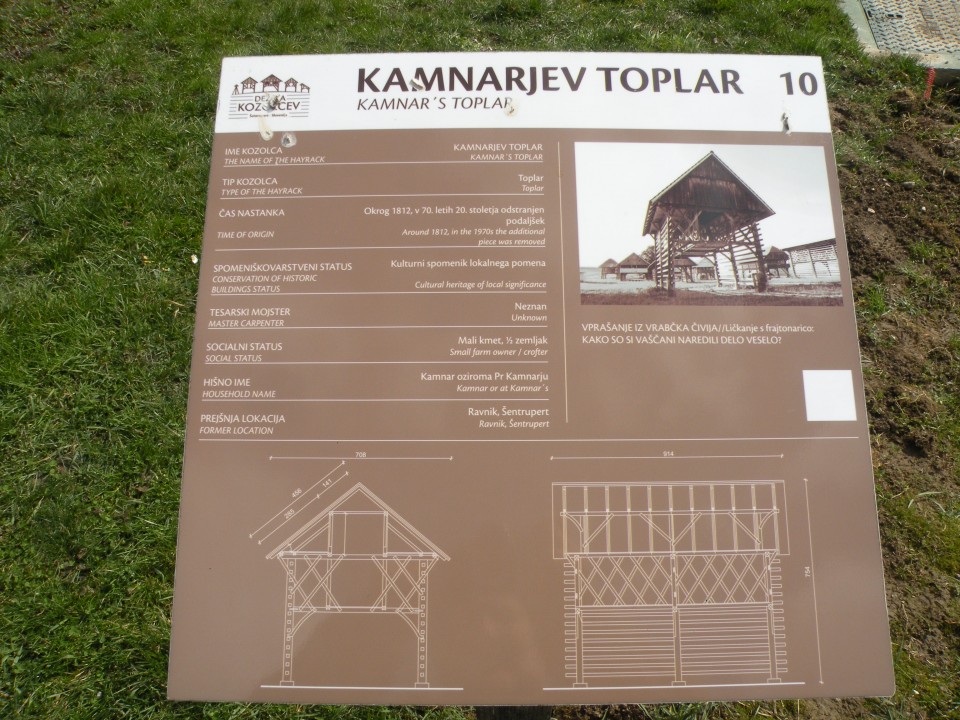 DEŽELA
KOZOLCEV
KAMNARJEV TOPLAR
KAMNAR´S TOPLAR
10
IME KOZOLCA
THE NAME OF THE HAYRACK
KAMNARJEV TOPLAR
KAMNAR´S TOPLAR
TIP KOZOLCA
TYPE OF THE HAYRACK
Toplar
Toplar
ČAS NASTANKA
TIME OF ORIGIN
Okrog 1812, v 70. letih 20. stoletja odstranjen
podaljšek
Around 1812, in the 1970s the additional
piece was removed
SPOMENIŠKOVARSTVENI STATUS
CONSERVATION OF HISTORIC
BUILDINGS STATUS
Kulturni spomenik lokalnega pomena
Cultural heritage of local significance
TESARSKI MOJSTER
MASTER CARPENTER
Neznan
Unknown
SOCIALNI STATUS
SOCIAL STATUS
Mali kmet, ½ zemljak
Small farm owner / crofter
HIŠNO IME
HOUSEHOLD NAME
Kamnar oziroma Pr Kamnarju
Kamnar or at Kamnar´s
PREJŠNJA LOKACIJA
FORMER LOCATION
Ravnik, Šentrupert
Ravnik, Šentrupert
VPRAŠANJE IZ VRABČKA ČIVIJA//Ličkanje s frajtonarico:
KAKO SO SI VAŠČANI NAREDILI DELO VESELO?
708
141
914
754